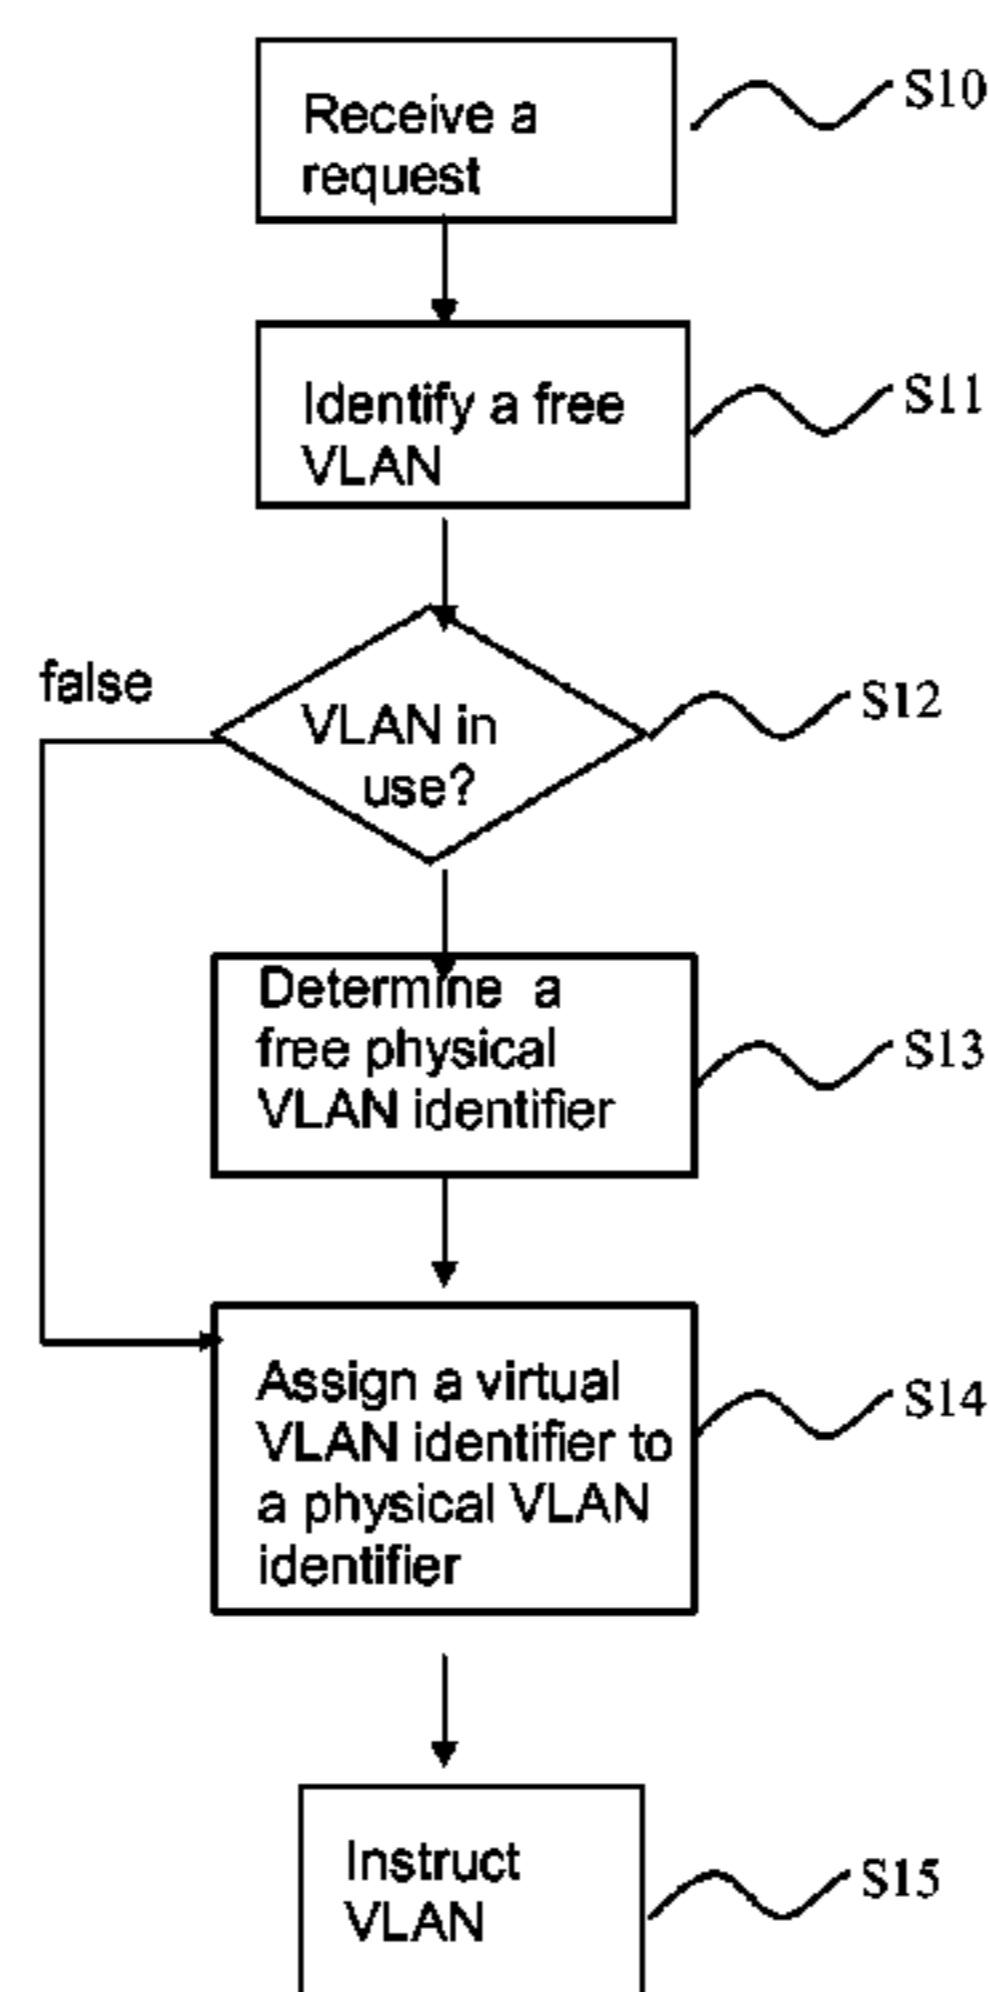 Receive a
request
S10
Identify a free
VLAN
S11
false
VLAN in
use?
S12
Determine a
free physical
VLAN identifier
S13
Assign a virtual
VLAN identifier to
a physical VLAN
identifier
S14
Instruct
VLAN
S15